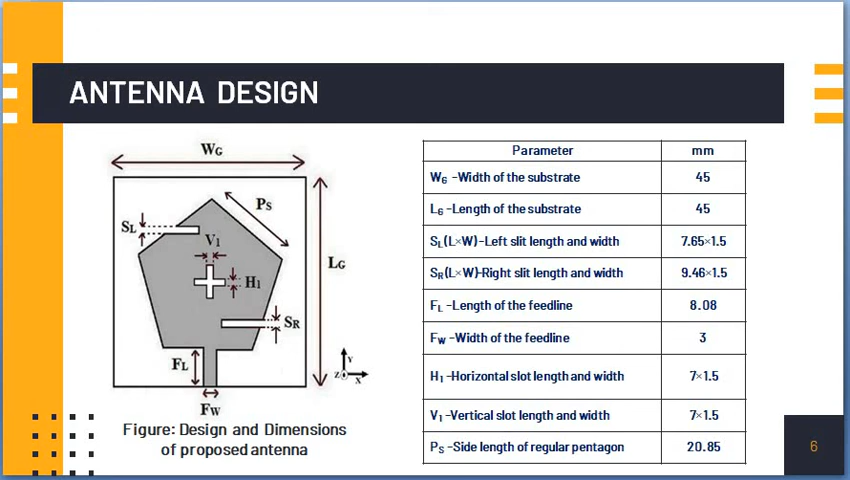 ANTENNA DESIGN
WG
PS
SL
V1
LG
H1
SR
FL
Y
Z X
FW
Figure: Design and Dimensions
of proposed antenna
Parameter mm
WG -Width of the substrate 45
LG -Length of the substrate 45
SL(L×W)-Left slit length and width 7.65×1.5
SR(L×W)-Right slit length and width 9.46×1.5
FL -Length of the feedline 8.08
FW -Width of the feedline 3
H1 -Horizontal slot length and width 7×1.5
V1 -Vertical slot length and width 7×1.5
PS -Side length of regular pentagon 20.85
6